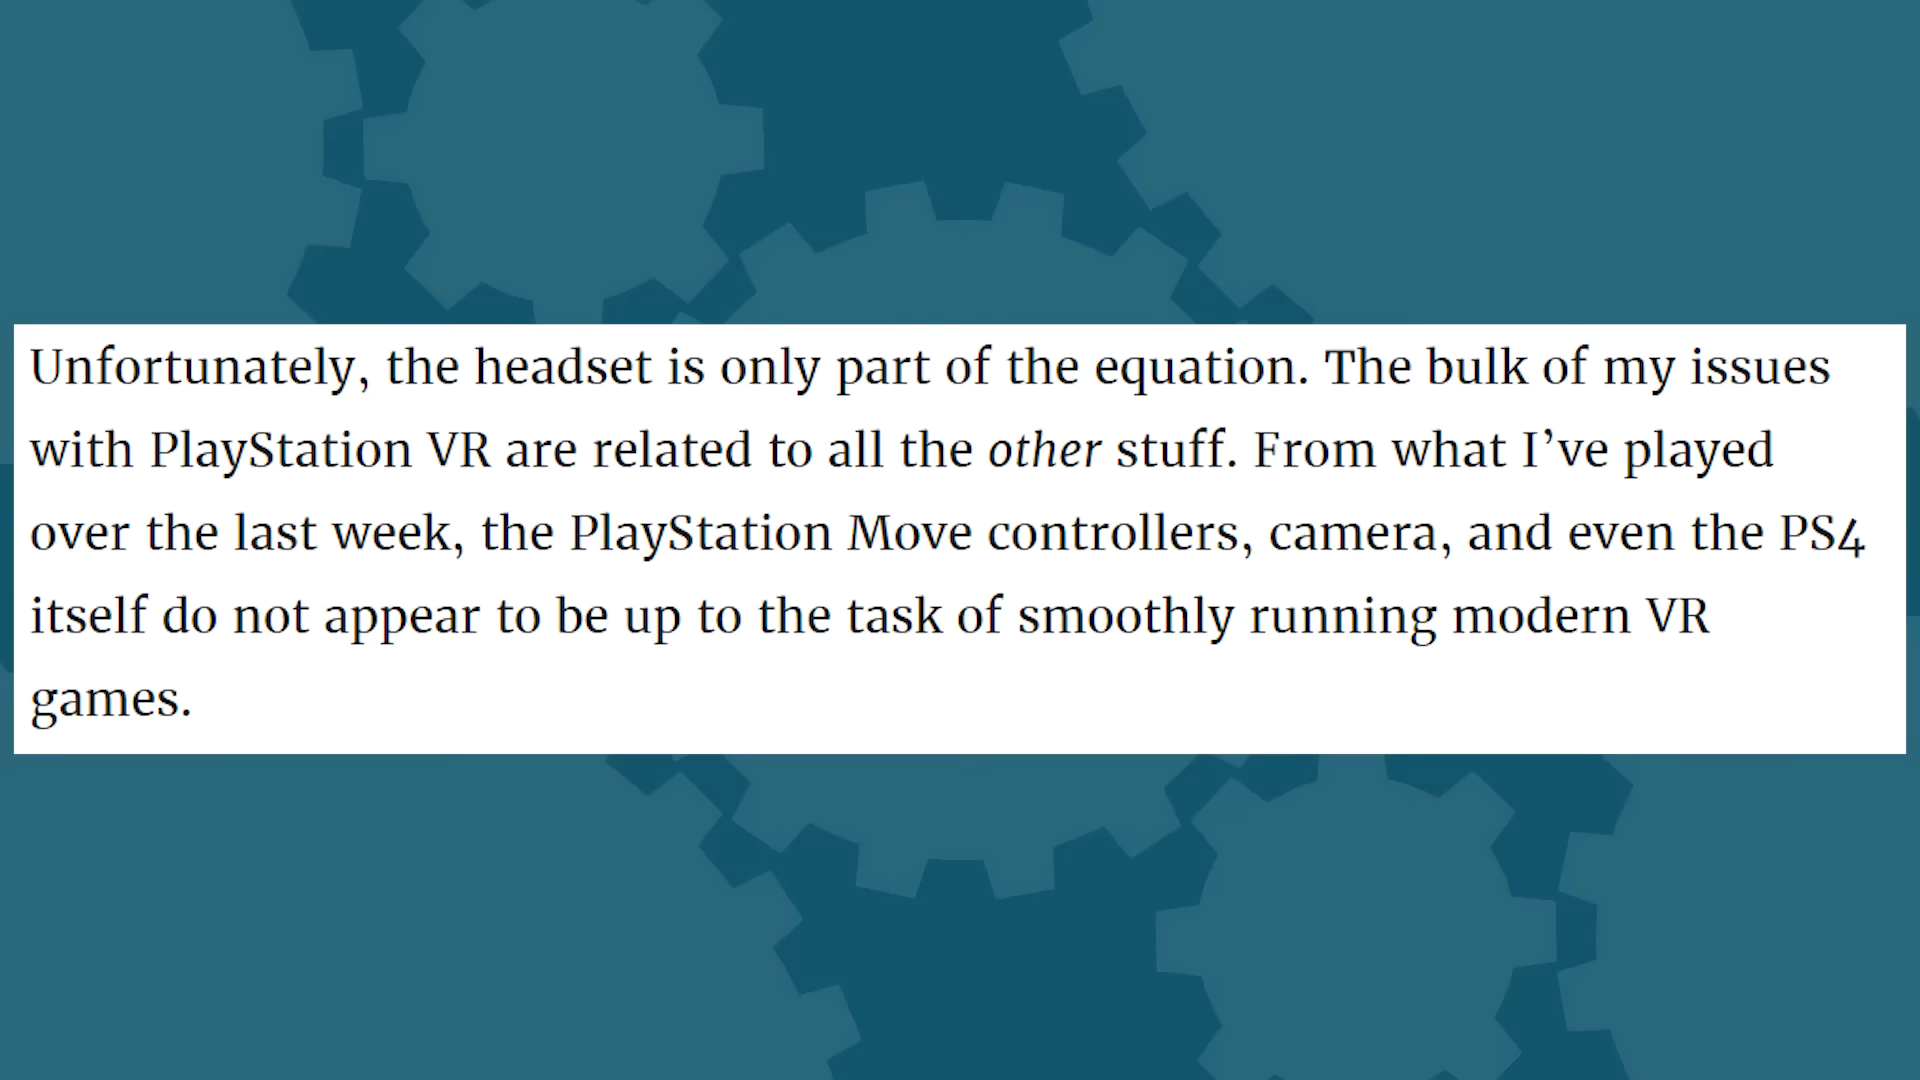 Unfortunately, the headset is only part of the equation. The bulk of my issues
with PlayStation VR are related to all the other stuff. From what I’ve played
over the last week, the PlayStation Move controllers, camera, and even the PS4
itself do not appear to be up to the task of smoothly running modern VR
games.